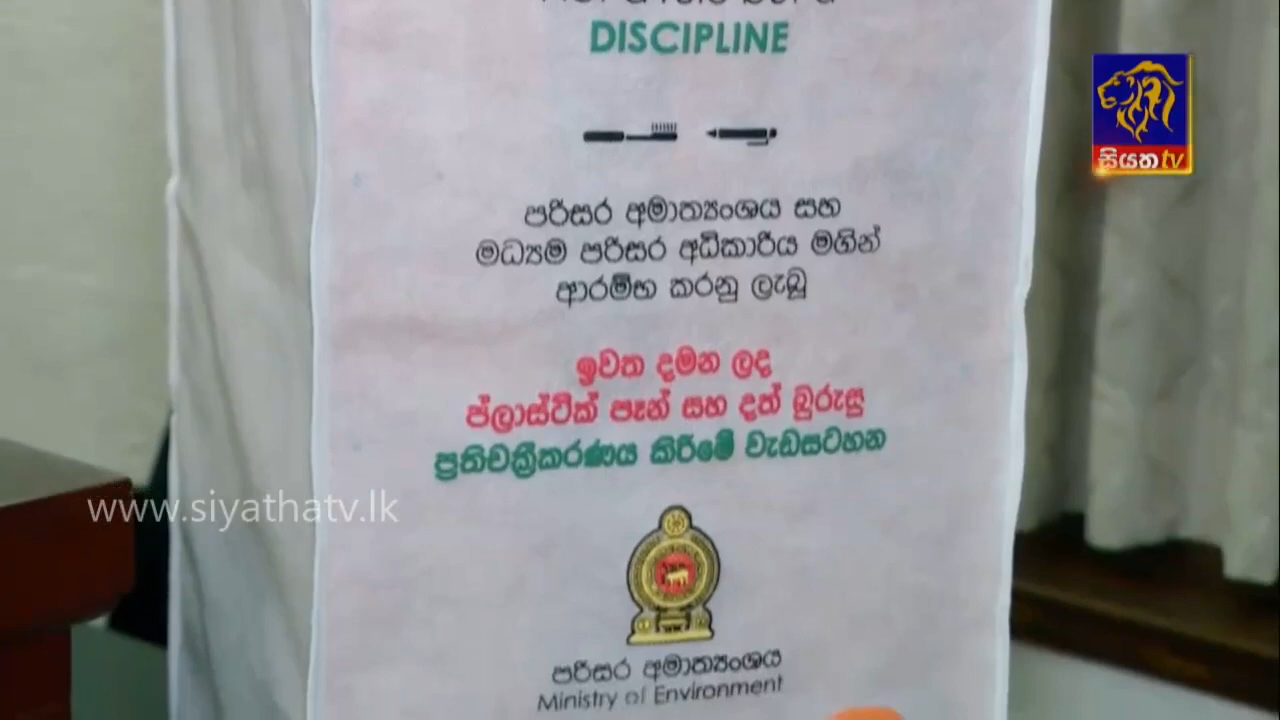 DISCIPLINE
පරිසර අමාත්‍යංශය සහ
මධ්‍යම පරිසර අධිකාරිය මගින්
ආරම්භ කරනු ලැබූ
ඉවත දමන ලද
ප්ලාස්ටික් පෑන් සහ දත් බුරුසු
ප්‍රතිචක්‍රීකරණය කිරීමේ වැඩසටහන
පරිසර අමාත්‍යංශය
Ministry of Environment
සියත tv
www.siyathatv.lk